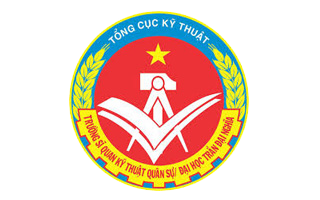 TỔNG CỤC KỸ THUẬT
TRƯỜNG SĨ QUAN KỸ THUẬT QUÂN SỰ/ ĐẠI HỌC TRẦN ĐẠI NGHĨA